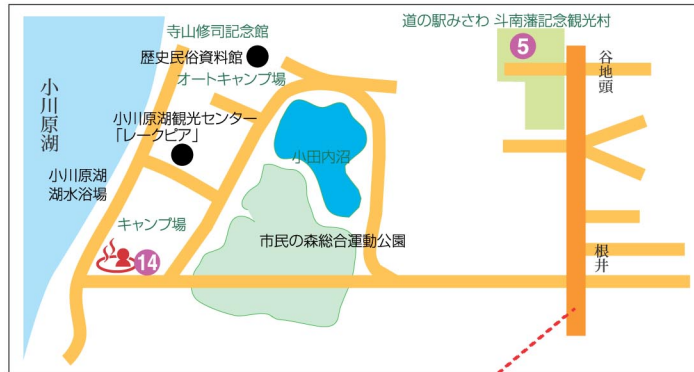 寺山修司記念館
歴史民俗資料館
オートキャンプ場
道の駅みさわ 斗南藩記念観光村
5
谷地頭
小川原湖
小川原湖観光センター
「レークピア」
小田内沼
小川原湖
湖水浴場
キャンプ場
市民の森総合運動公園
14
根井